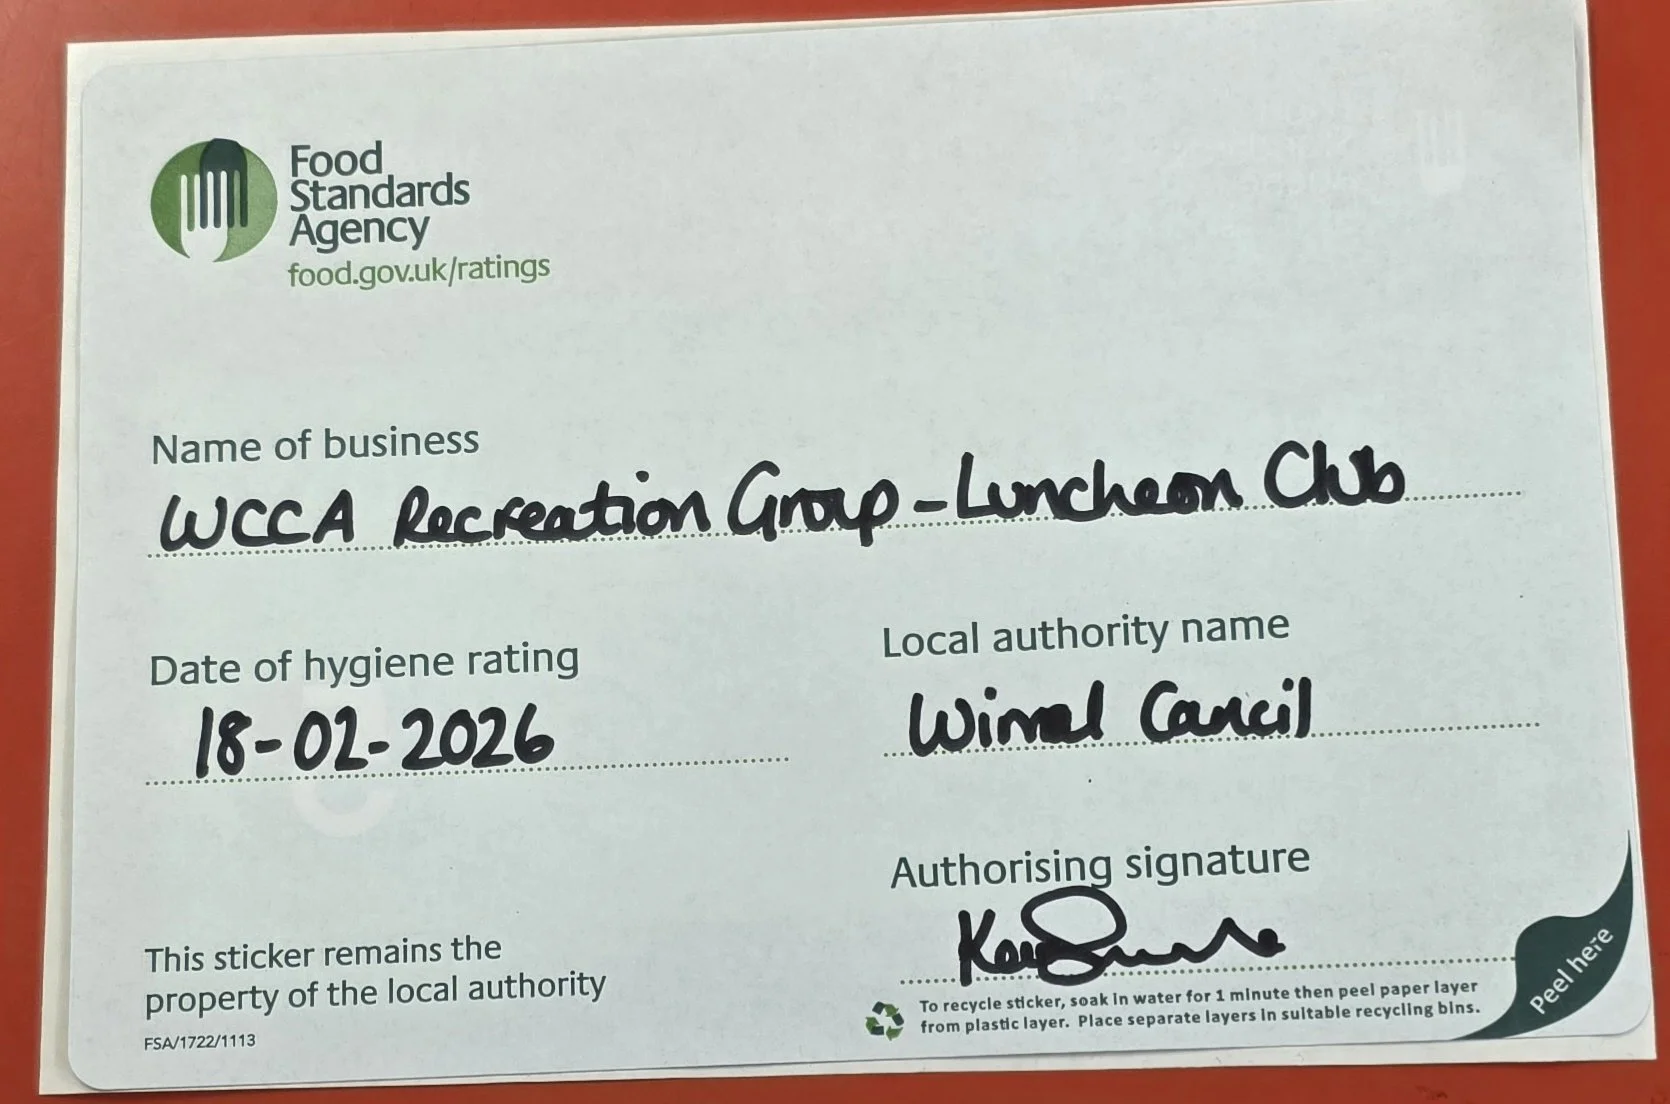 Food
Standards
Agency
food.gov.uk/ratings
Name of business
WCCA Recreation Group - Luncheon Club
Date of hygiene rating
18-02-2026
Local authority name
Wirral Council
Authorising signature
This sticker remains the
property of the local authority
FSA/1722/1113
To recycle sticker, soak in water for 1 minute then peel paper layer
from plastic layer. Place separate layers in suitable recycling bins.
Peel here